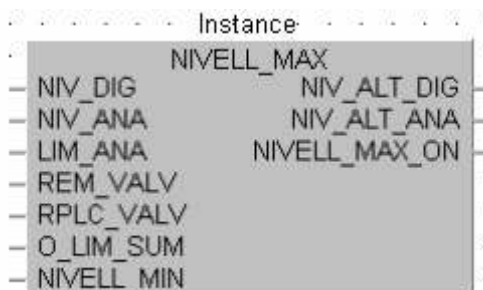 Instance
NIVELL_MAX
NIV_DIG NIV_ALT_DIG
NIV_ANA NIV_ALT_ANA
LIM_ANA NIVELL_MAX_ON
REM_VALV
RPLC_VALV
O_LIM_SUM
NIVELL_MIN